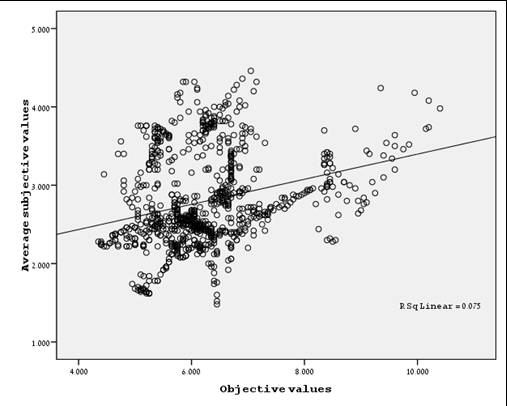 5.000
4.000
3.000
2.000
1.000
Average subjective values
R Sq Linear = 0.075
4.000 6.000 8.000 10.000
Objective values